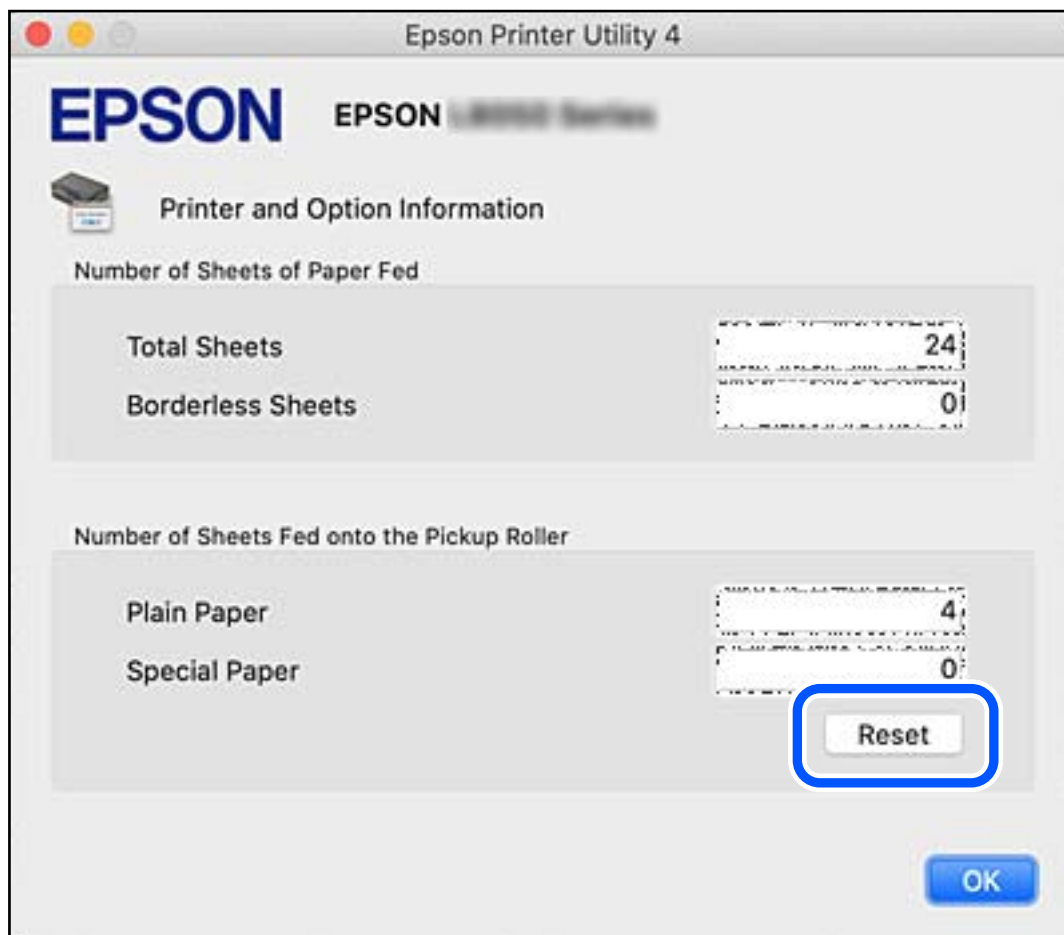 Epson Printer Utility 4
EPSON EPSON
Printer and Option Information
Number of Sheets of Paper Fed
Total Sheets 24
Borderless Sheets 0
Number of Sheets Fed onto the Pickup Roller
Plain Paper 4
Special Paper 0
Reset
OK